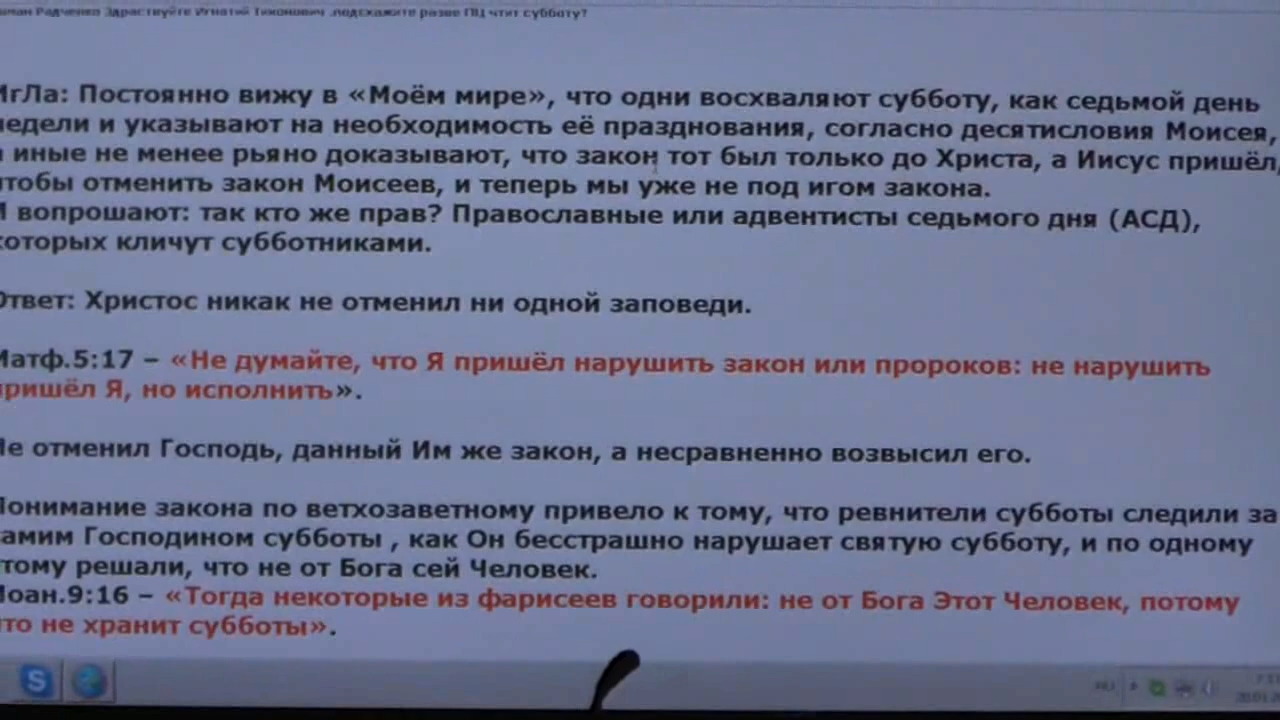 Радченко Здраствуйте Игнатий Тихонович .подскажите разве ПЦ чтит субботу?
ИгЛа: Постоянно вижу в «Моём мире», что одни восхваляют субботу, как седьмой день
недели и указывают на необходимость её празднования, согласно десятисловия Моисея,
а иные не менее рьяно доказывают, что закон тот был только до Христа, а Иисус пришёл,
чтобы отменить закон Моисеев, и теперь мы уже не под игом закона.
И вопрошают: так кто же прав? Православные или адвентисты седьмого дня (АСД),
которых кличут субботниками.
Ответ: Христос никак не отменил ни одной заповеди.
Матф.5:17 – «Не думайте, что Я пришёл нарушить закон или пророков: не нарушить
пришёл Я, но исполнить».
Не отменил Господь, данный Им же закон, а несравненно возвысил его.
Понимание закона по ветхозаветному привело к тому, что ревнители субботы следили за
самим Господином субботы , как Он бесстрашно нарушает святую субботу, и по одному
этому решали, что не от Бога сей Человек.
Иоан.9:16 – «Тогда некоторые из фарисеев говорили: не от Бога Этот Человек, потому
что не хранит субботы».